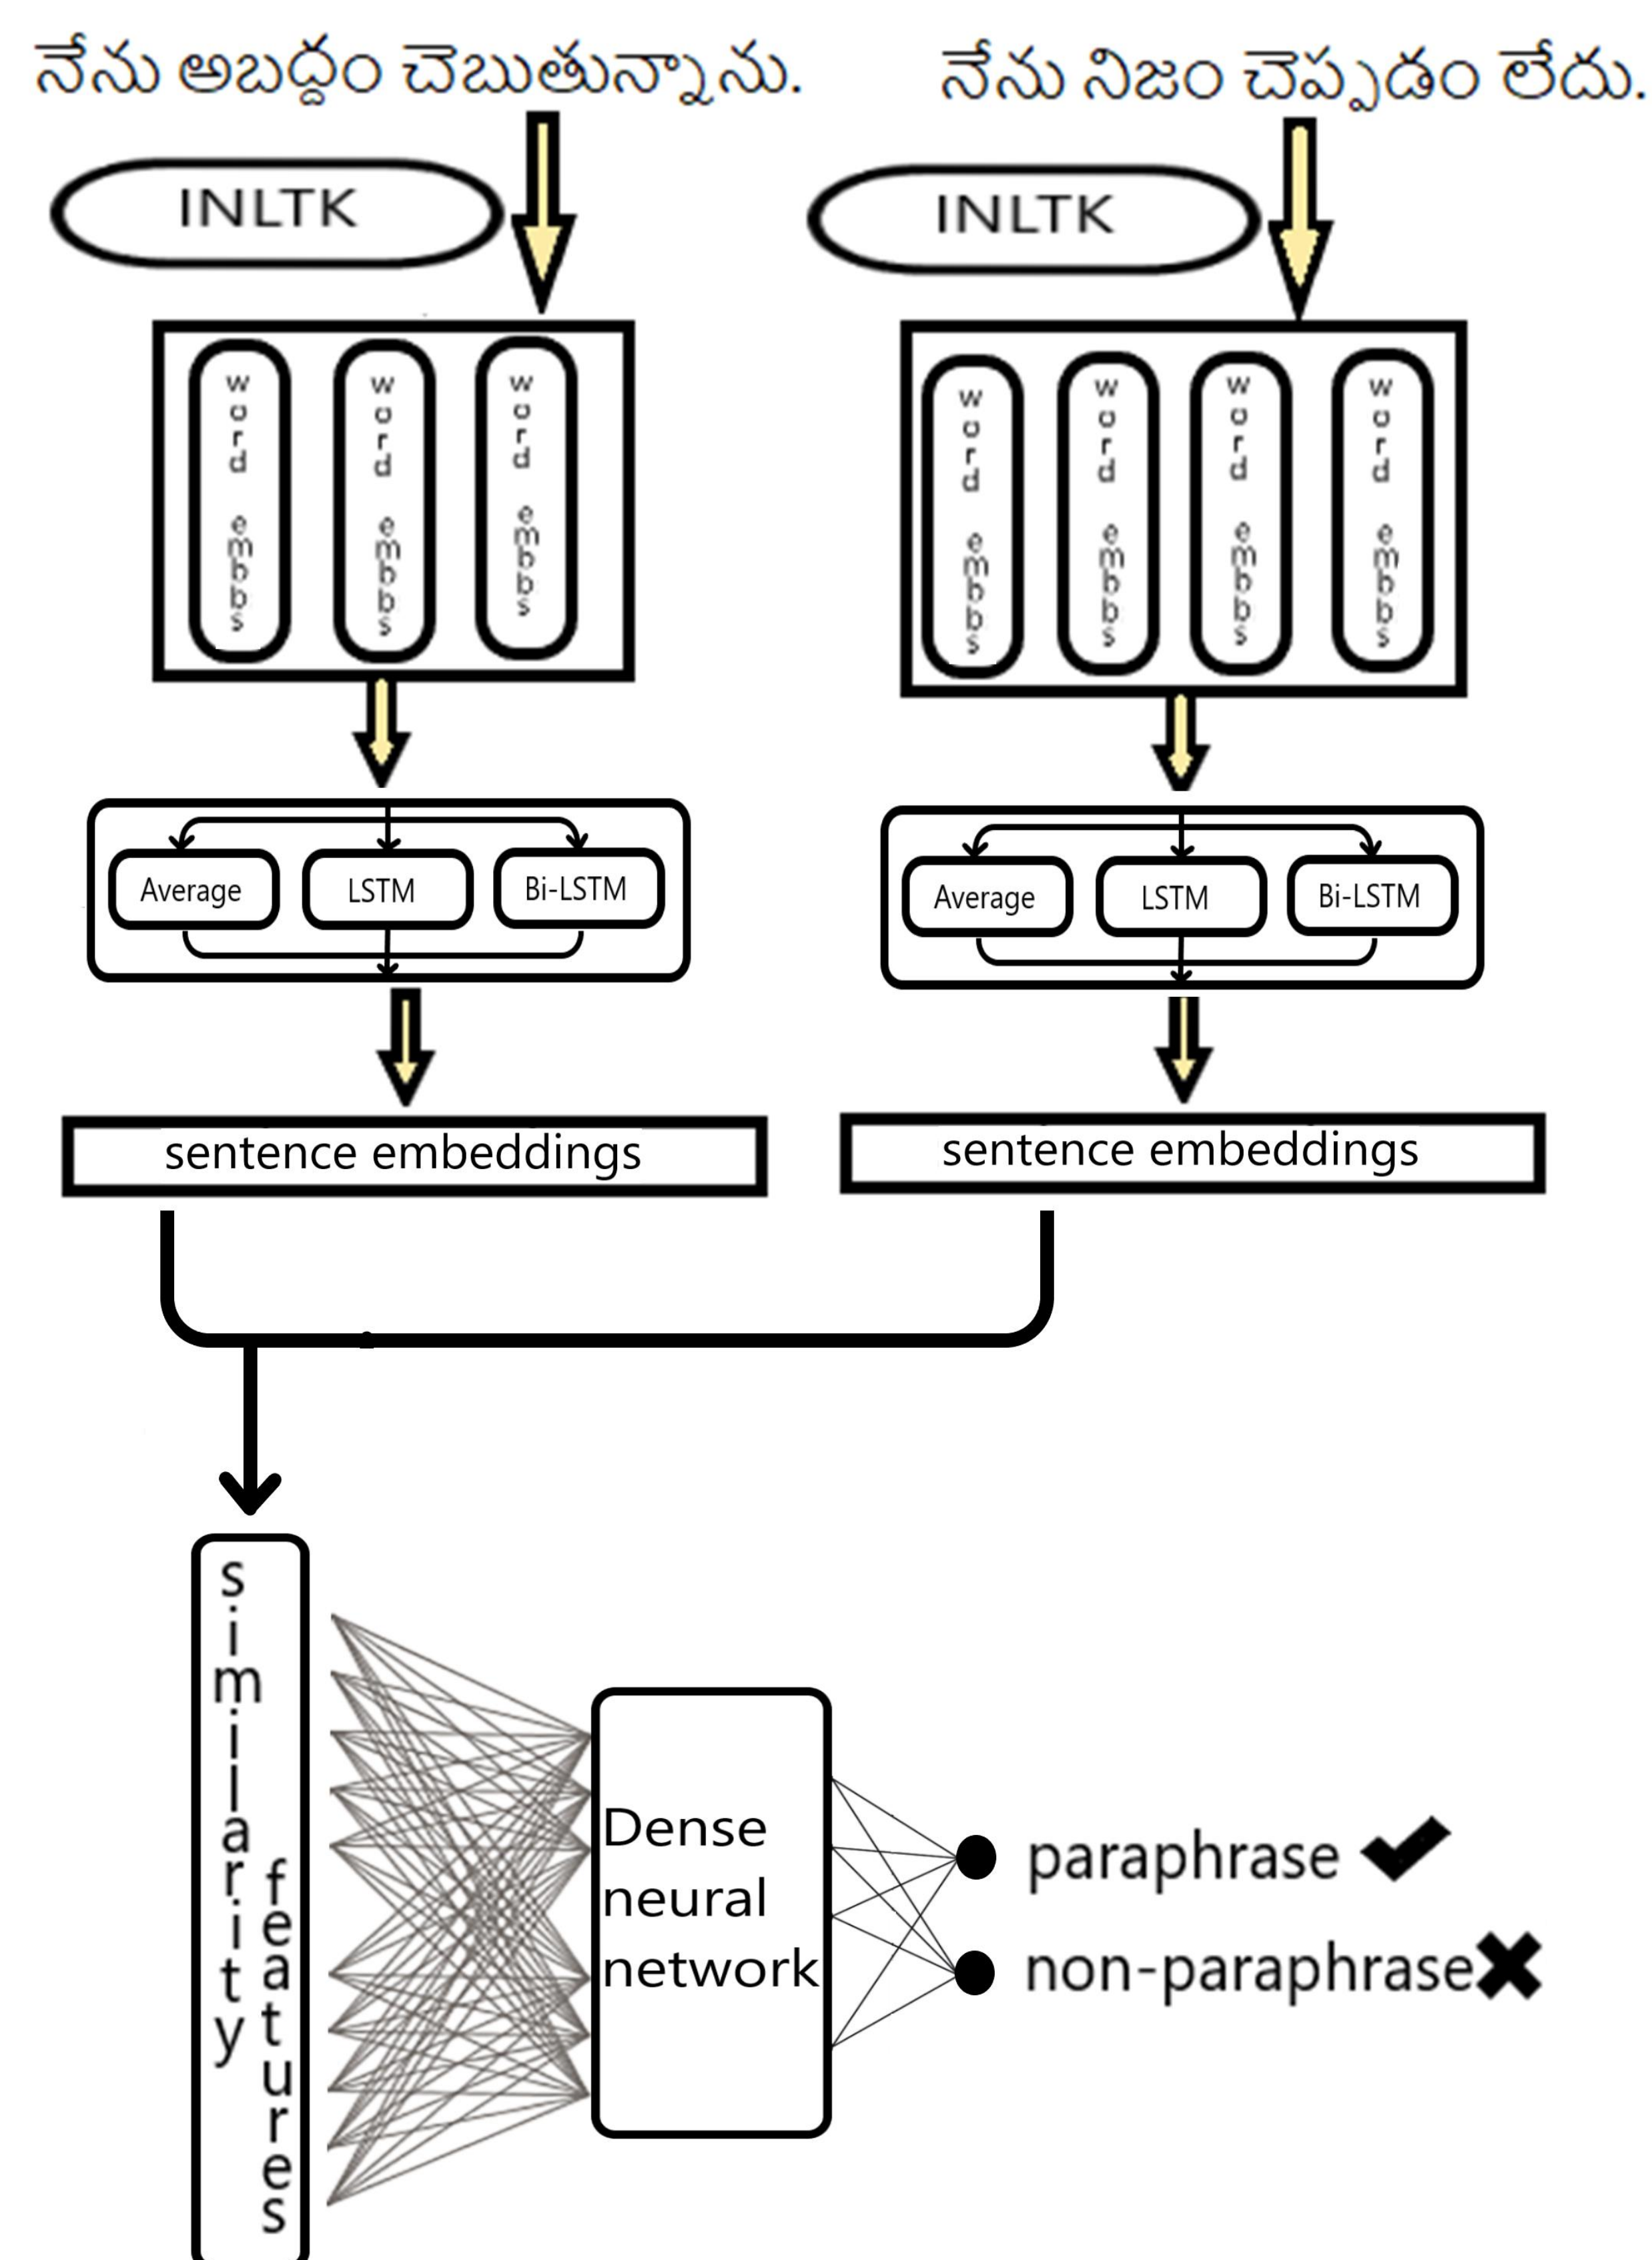 నేను అబద్దం చెబుతున్నాను.
నేను నిజం చెప్పడం లేదు.
INLTK
INLTK
word embbs
word embbs
word embbs
word embbs
word embbs
word embbs
word embbs
Average
LSTM
Bi-LSTM
Average
LSTM
Bi-LSTM
sentence embeddings
sentence embeddings
similarity
features
Dense
neural
network
paraphrase
non-paraphrase